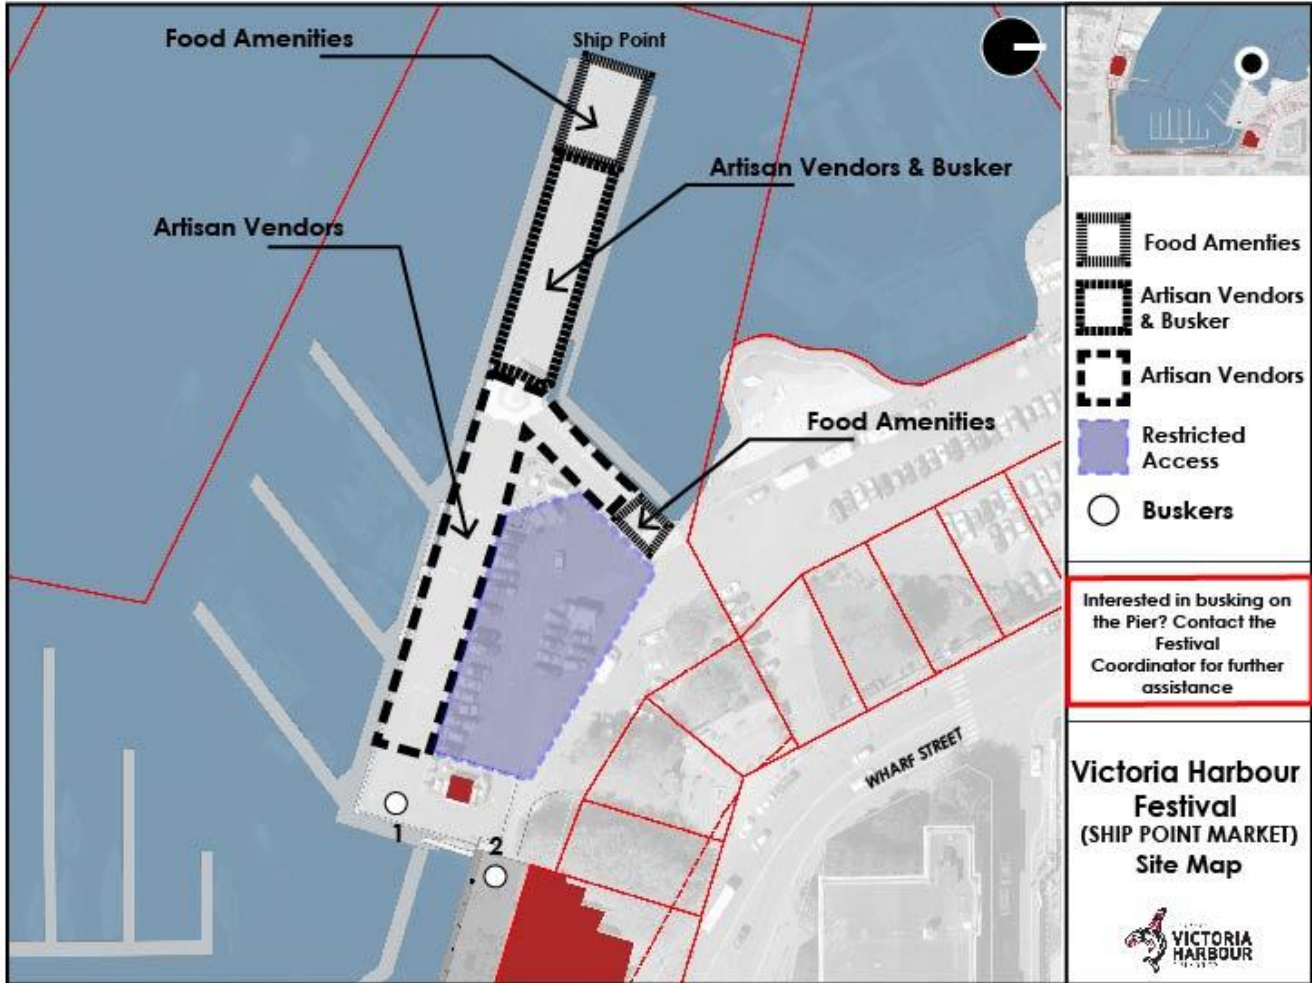 Food Amenities
Ship Point
Artisan Vendors & Busker
Artisan Vendors
Food Amenities
WHARF STREET
1
2
Food Amenties
Artisan Vendors
& Busker
Artisan Vendors
Restricted
Access
Buskers
Interested in busking on
the Pier? Contact the
Festival
Coordinator for further
assistance
Victoria Harbour
Festival
(SHIP POINT MARKET)
Site Map
VICTORIA
HARBOUR